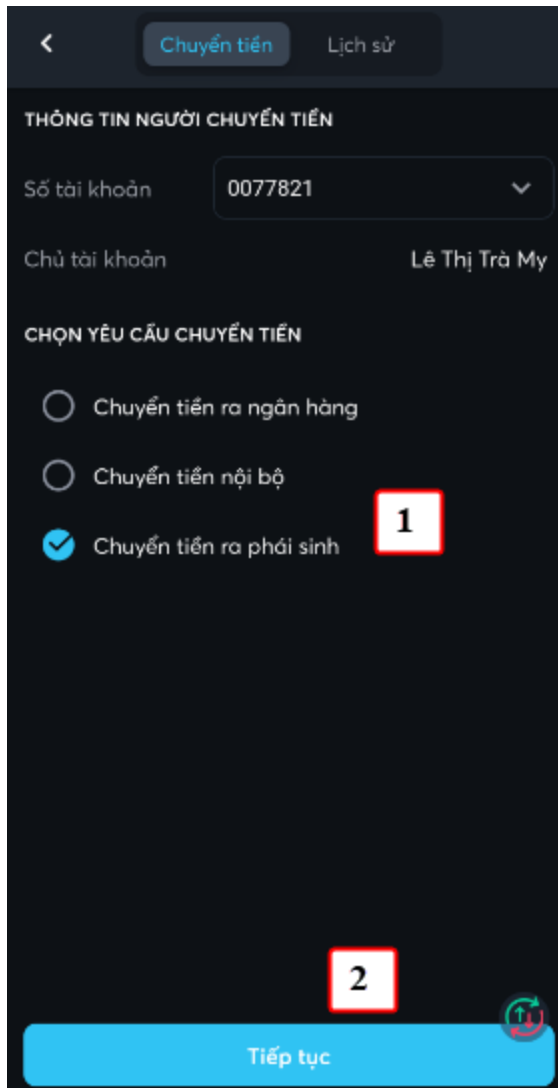 Chuyển tiền Lịch sử
THÔNG TIN NGƯỜI CHUYỂN TIỀN
Số tài khoản 0077821
Chủ tài khoản Lê Thị Trà My
CHỌN YÊU CẦU CHUYỂN TIỀN
Chuyển tiền ra ngân hàng
Chuyển tiền nội bộ
1
Chuyển tiền ra phái sinh
2
Tiếp tục